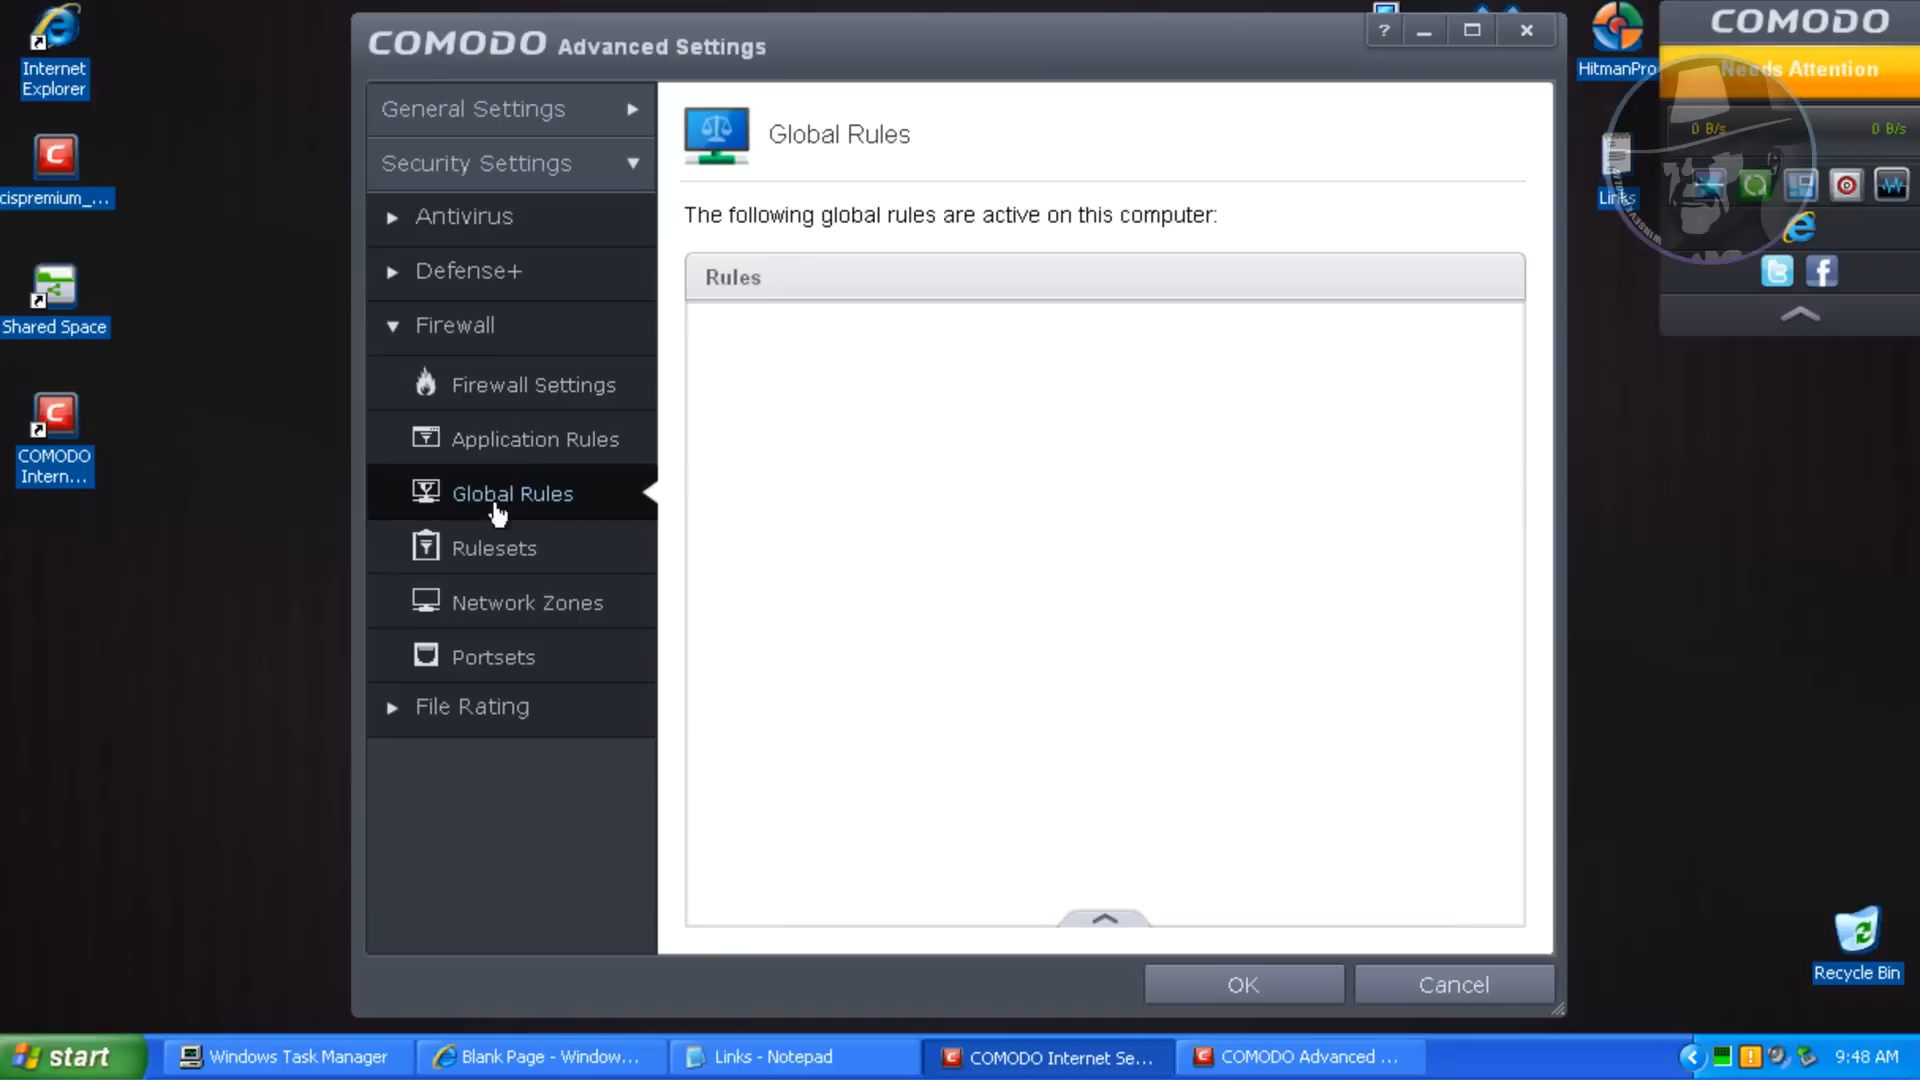 Internet
Explorer
cispremium_...
Shared Space
COMODO
Intern...
COMODO Advanced Settings
?
General Settings
Security Settings
Antivirus
Defense+
Firewall
Firewall Settings
Application Rules
Global Rules
Rulesets
Network Zones
Portsets
File Rating
Global Rules
The following global rules are active on this computer:
Rules
OK
Cancel
HitmanPro
Links
COMODO
Needs Attention
0 B/s
0 B/s
Recycle Bin
start
Windows Task Manager
Blank Page - Window...
Links - Notepad
COMODO Internet Se...
COMODO Advanced ...
9:48 AM